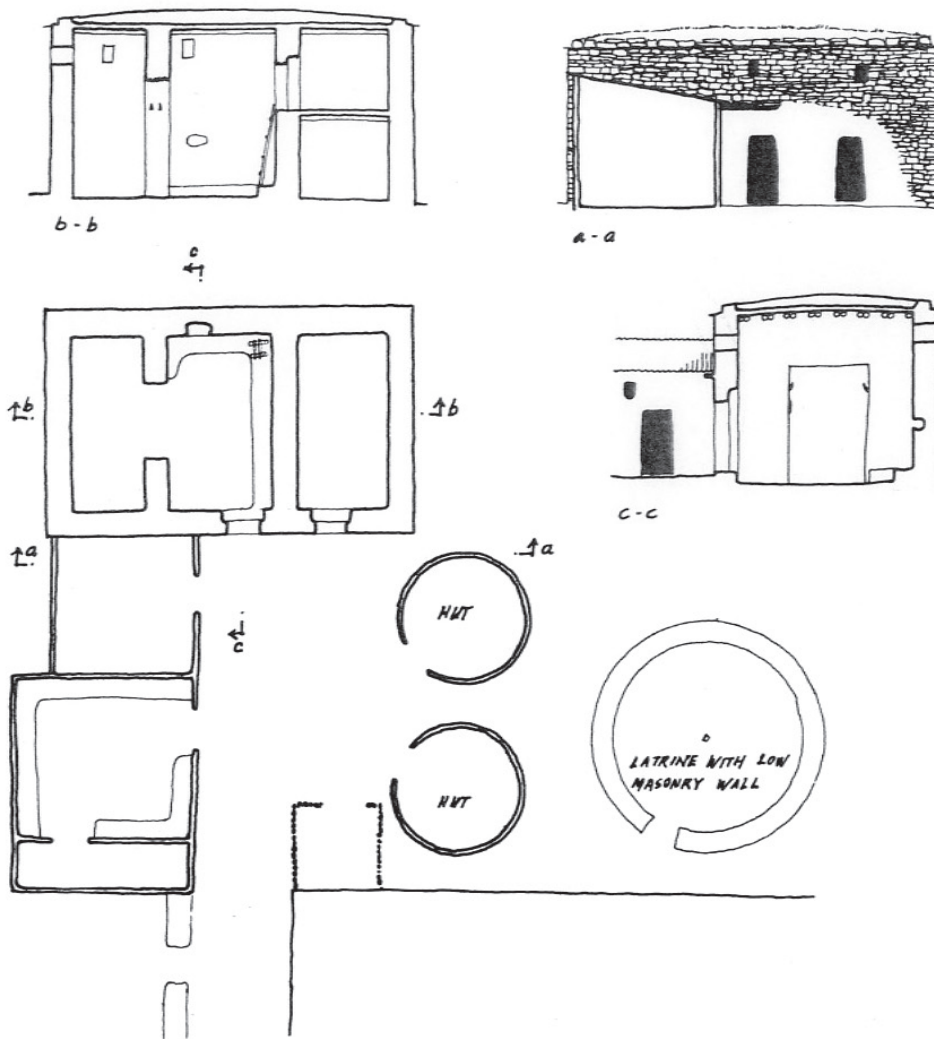 b - b
a - a
c
b
b
c - c
a
a
HUT
c
LATRINE WITH LOW
MASONRY WALL
HUT